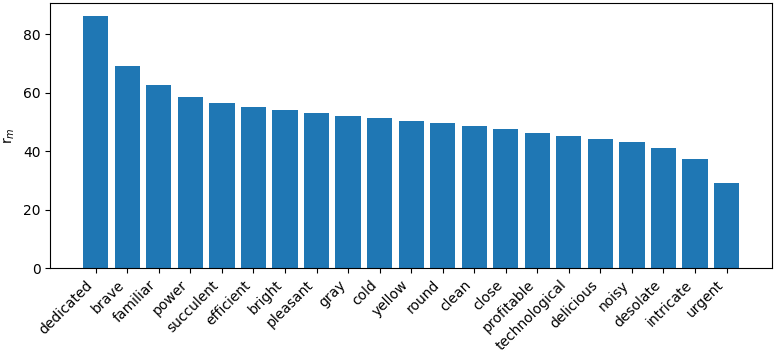 80
60
40
20
0
r_m
dedicated
brave
familiar
power
succulent
efficient
bright
pleasant
gray
cold
yellow
round
clean
close
profitable
technological
delicious
noisy
desolate
intricate
urgent